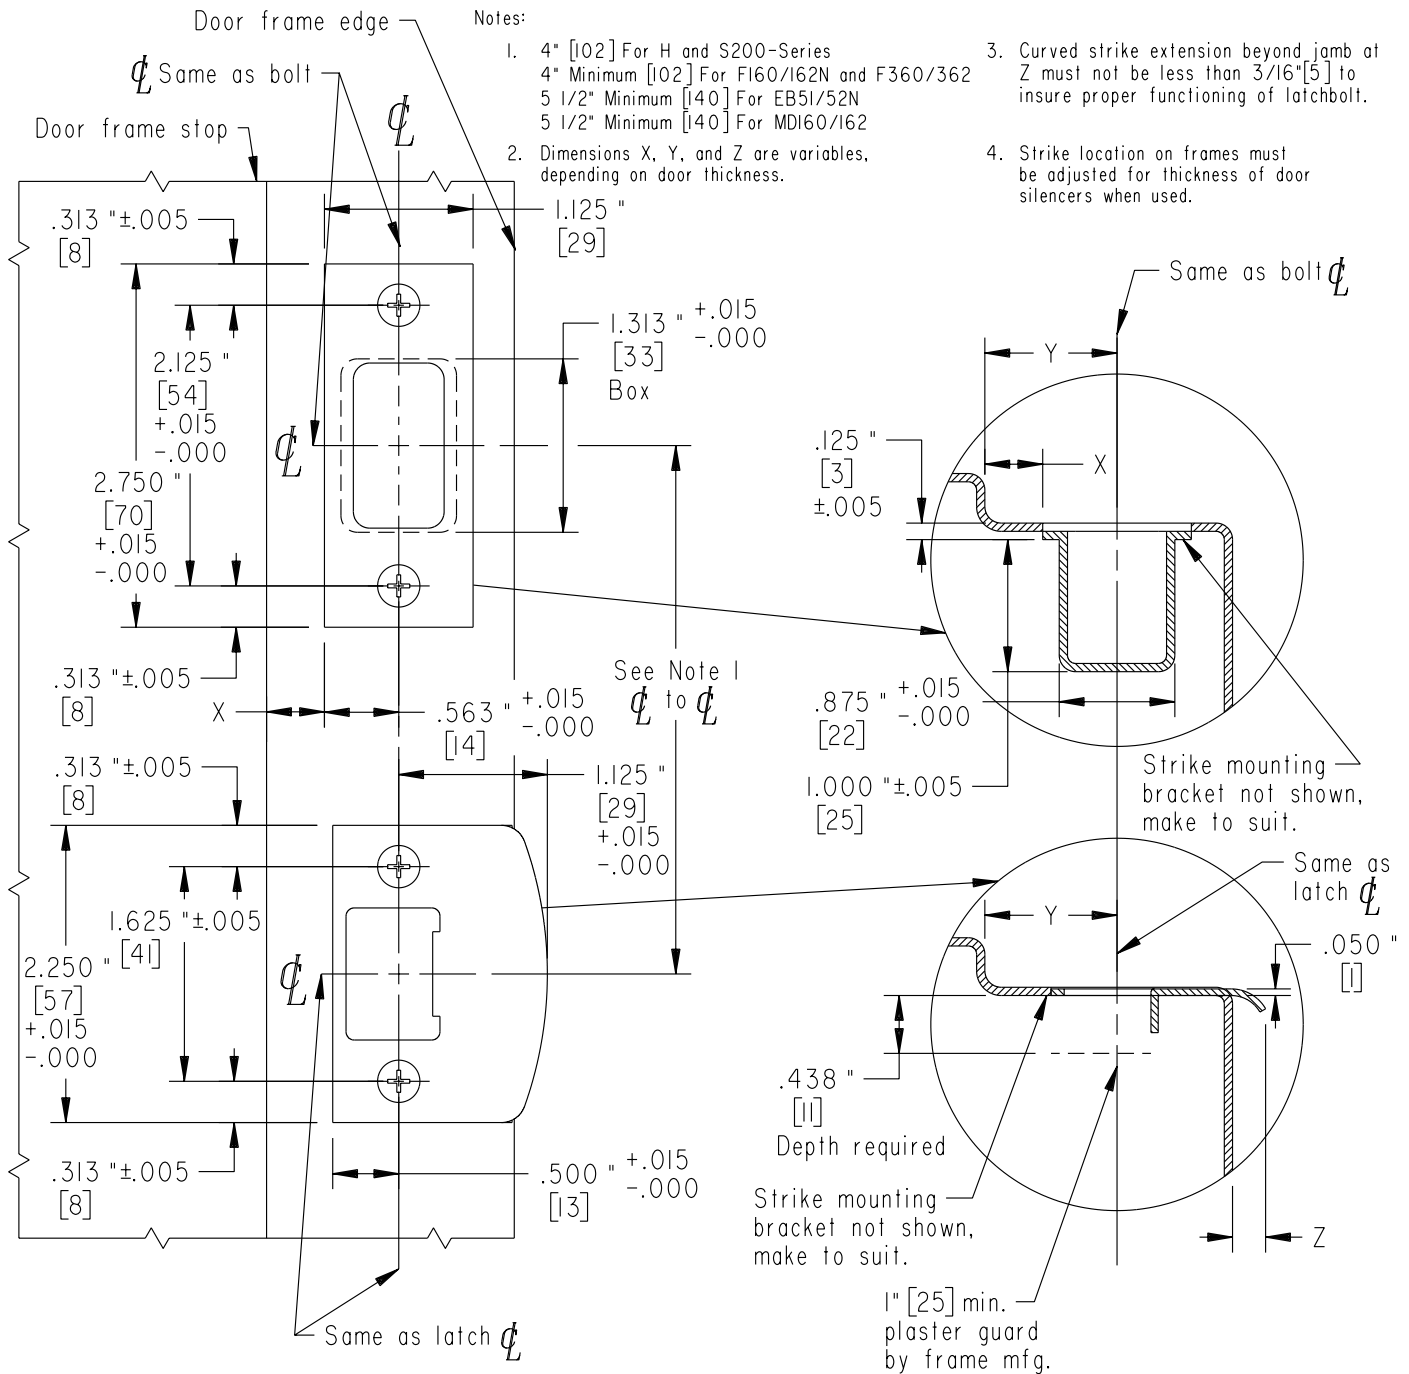 Notes:
1. 4" [102] For H and S200-Series
4" Minimum [102] For F160/162N and F360/362
5 1/2" Minimum [140] For EB51/52N
5 1/2" Minimum [140] For MD160/162
2. Dimensions X, Y, and Z are variables,
depending on door thickness.
3. Curved strike extension beyond jamb at
Z must not be less than 3/16"[5] to
insure proper functioning of latchbolt.
4. Strike location on frames must
be adjusted for thickness of door
silencers when used.
Door frame edge
℄ Same as bolt
℄
Door frame stop
.313 "±.005
[8]
1.125 "
[29]
1.313 " +.015
-.000
[33]
Box
2.125 "
[54]
+.015
-.000
℄
2.750 "
[70]
+.015
-.000
.313 "±.005
[8]
X
.563 " +.015
-.000
[14]
See Note 1
℄ to ℄
.313 "±.005
[8]
1.125 "
[29]
+.015
-.000
1.625 "±.005
[41]
2.250 "
[57]
+.015
-.000
℄
.313 "±.005
[8]
.500 " +.015
-.000
[13]
Same as latch ℄
Same as bolt ℄
Y
X
.125 "
[3]
±.005
.875 " +.015
-.000
[22]
1.000 "±.005
[25]
Strike mounting
bracket not shown,
make to suit.
Same as
latch ℄
Y
.050 "
[1]
.438 "
[11]
Depth required
Strike mounting
bracket not shown,
make to suit.
Z
1" [25] min.
plaster guard
by frame mfg.